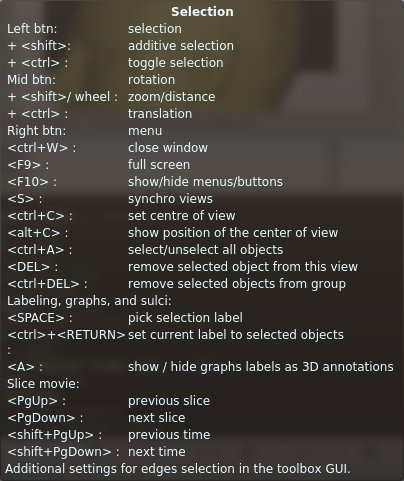 Selection
Left btn: selection
+ <shift>: additive selection
+ <ctrl> : toggle selection
Mid btn: rotation
+ <shift>/ wheel : zoom/distance
+ <ctrl> : translation
Right btn: menu
<ctrl+W> : close window
<F9> : full screen
<F10> : show/hide menus/buttons
<S> : synchro views
<ctrl+C> : set centre of view
<alt+C> : show position of the center of view
<ctrl+A> : select/unselect all objects
<DEL> : remove selected object from this view
<ctrl+DEL> : remove selected objects from group
Labeling, graphs, and sulci:
<SPACE> : pick selection label
<ctrl>+<RETURN> set current label to selected objects
:
<A> : show / hide graphs labels as 3D annotations
Slice movie:
<PgUp> : previous slice
<PgDown> : next slice
<shift+PgUp> : previous time
<shift+PgDown> : next time
Additional settings for edges selection in the toolbox GUI.